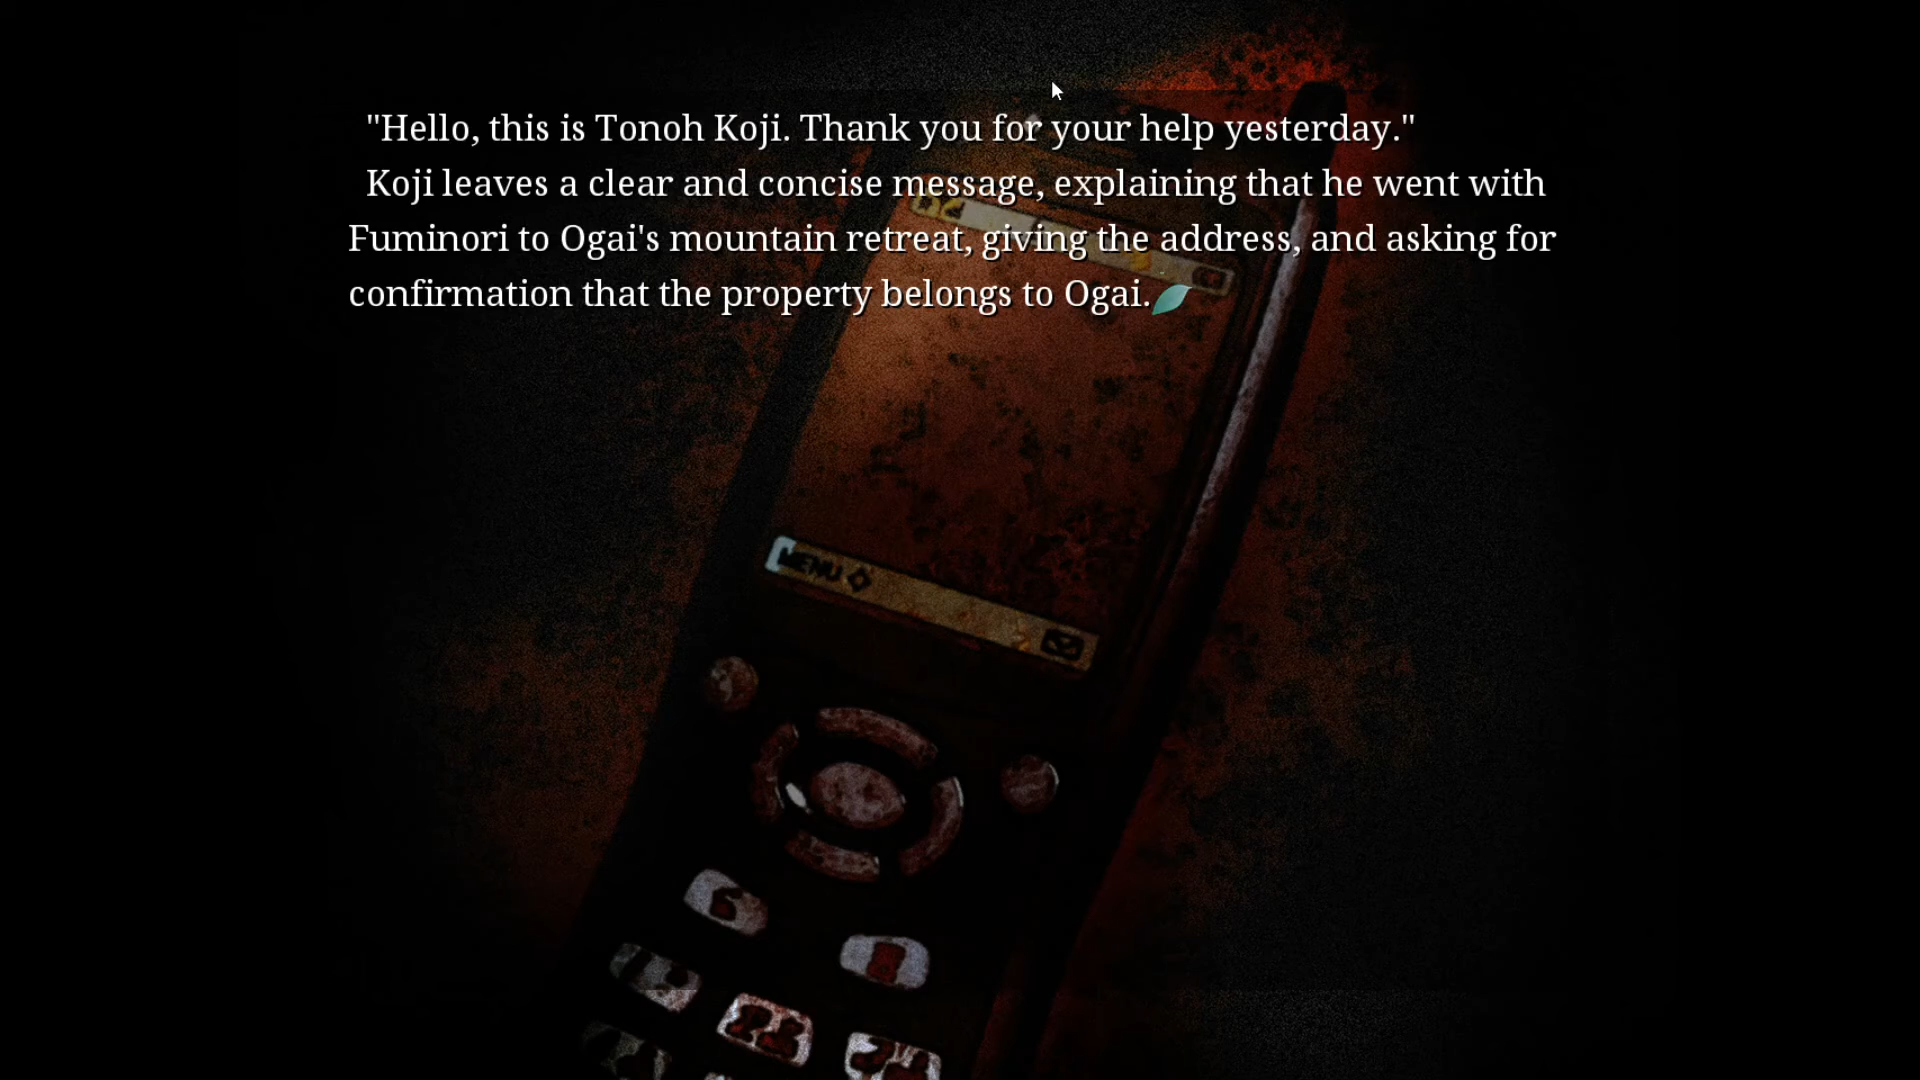 "Hello, this is Tonoh Koji. Thank you for your help yesterday."
Koji leaves a clear and concise message, explaining that he went with
Fuminori to Ogai's mountain retreat, giving the address, and asking for
confirmation that the property belongs to Ogai.
MENU